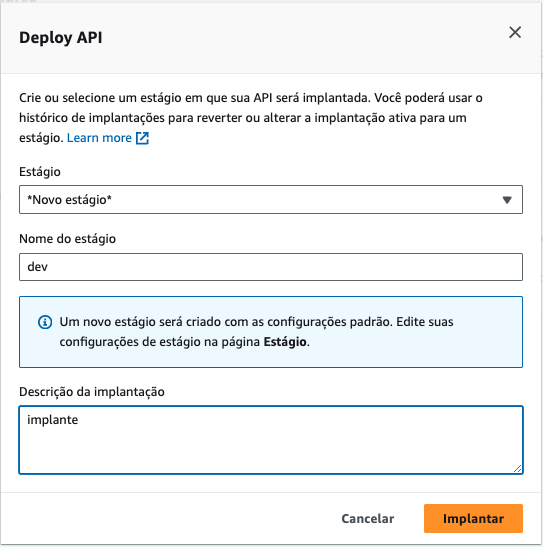 Deploy API
Crie ou selecione um estágio em que sua API será implantada. Você poderá usar o
histórico de implantações para reverter ou alterar a implantação ativa para um
estágio. Learn more
Estágio
*Novo estágio*
Nome do estágio
dev
Um novo estágio será criado com as configurações padrão. Edite suas
configurações de estágio na página Estágio.
Descrição da implantação
implante
Cancelar
Implantar